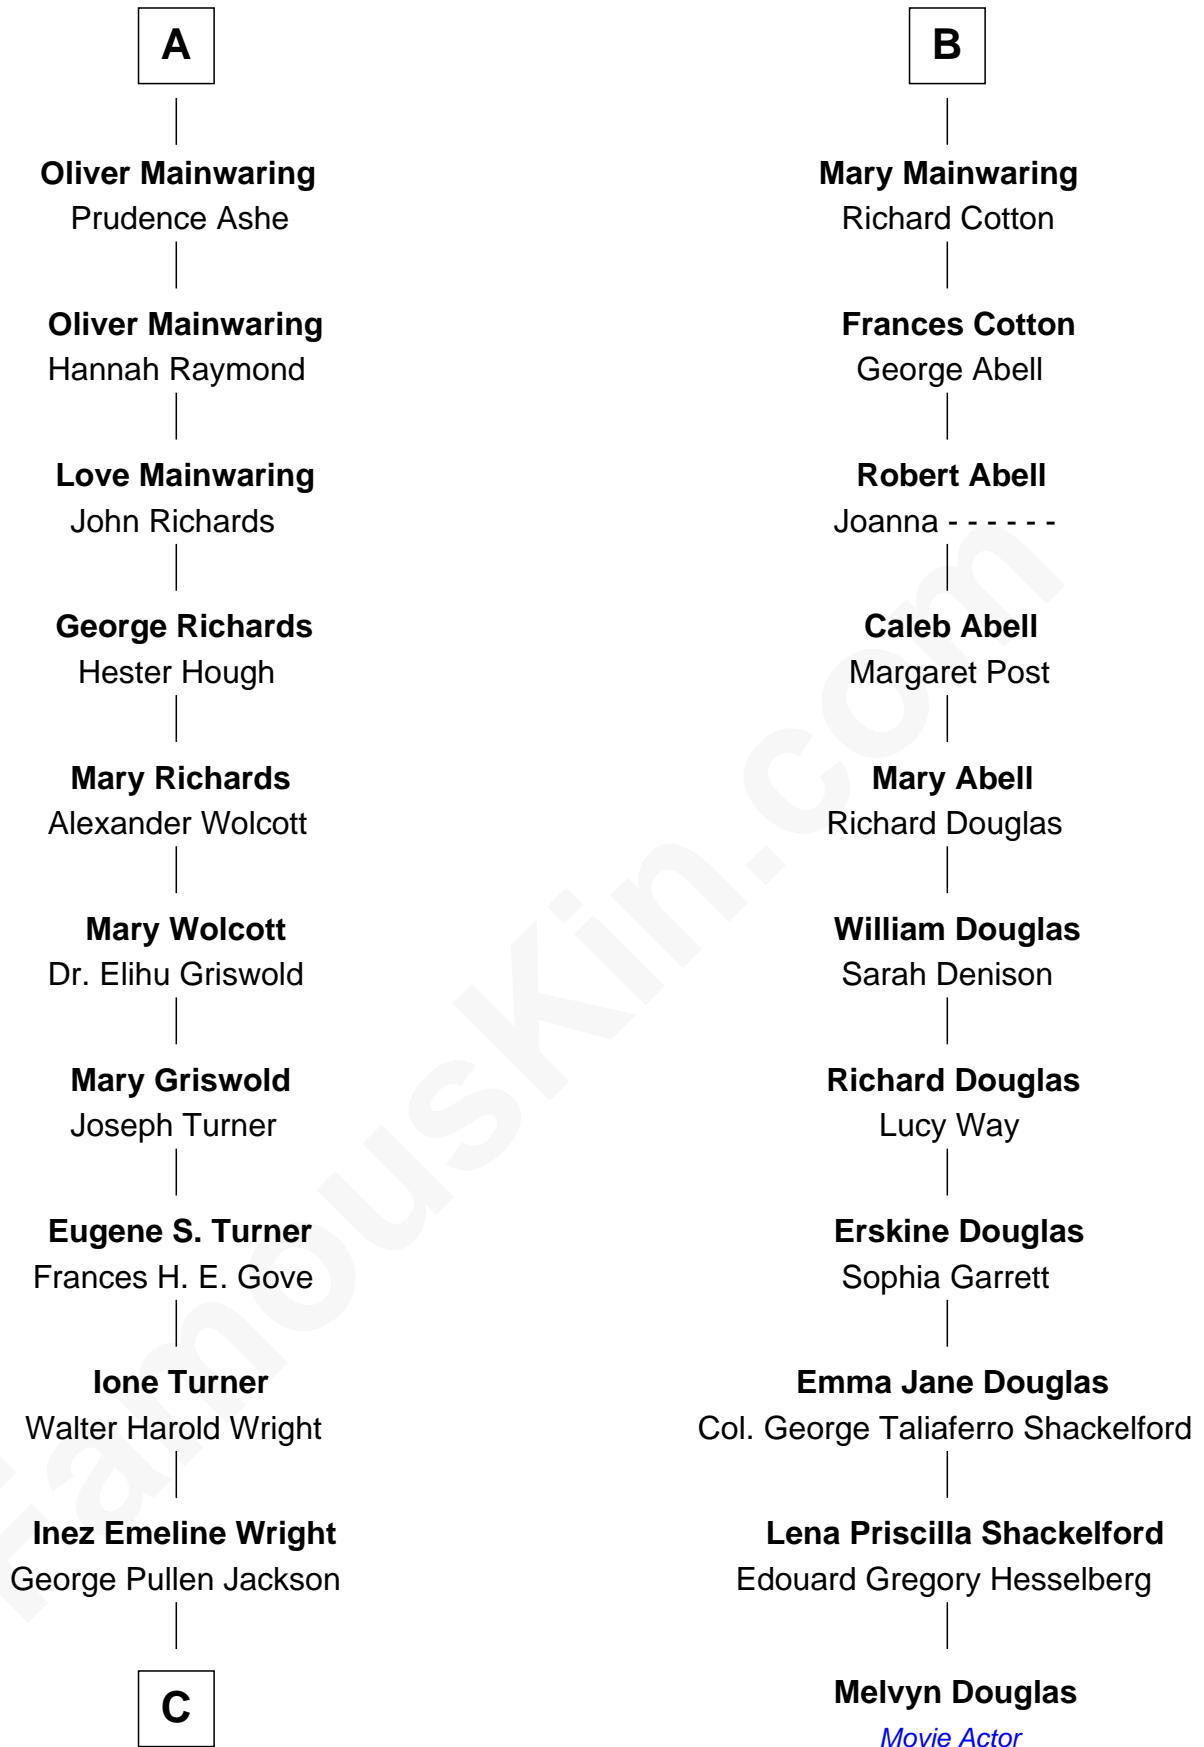 A
Oliver Mainwaring
Prudence Ashe
Oliver Mainwaring
Hannah Raymond
Love Mainwaring
John Richards
George Richards
Hester Hough
Mary Richards
Alexander Wolcott
Mary Wolcott
Dr. Elihu Griswold
Mary Griswold
Joseph Turner
Eugene S. Turner
Frances H. E. Gove
Ione Turner
Walter Harold Wright
Inez Emeline Wright
George Pullen Jackson
C
B
Mary Mainwaring
Richard Cotton
Frances Cotton
George Abell
Robert Abell
Joanna - - - - - -
Caleb Abell
Margaret Post
Mary Abell
Richard Douglas
William Douglas
Sarah Denison
Richard Douglas
Lucy Way
Erskine Douglas
Sophia Garrett
Emma Jane Douglas
Col. George Taliaferro Shackelford
Lena Priscilla Shackelford
Edouard Gregory Hesselberg
Melvyn Douglas
Movie Actor
FamousKin.com